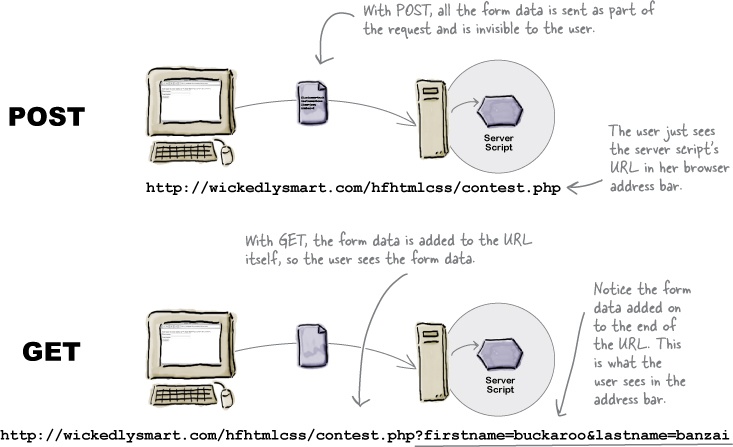 With POST, all the form data is sent as part of
the request and is invisible to the user.
POST
Server
Script
The user just sees
the server script's
URL in her browser
address bar.
http://wickedlysmart.com/hfhtmlcss/contest.php
With GET, the form data is added to the URL
itself, so the user sees the form data.
Notice the form
data added on
to the end of
the URL. This
is what the
user sees in the
address bar.
GET
Server
Script
http://wickedlysmart.com/hfhtmlcss/contest.php?firstname=buckaroo&lastname=banzai